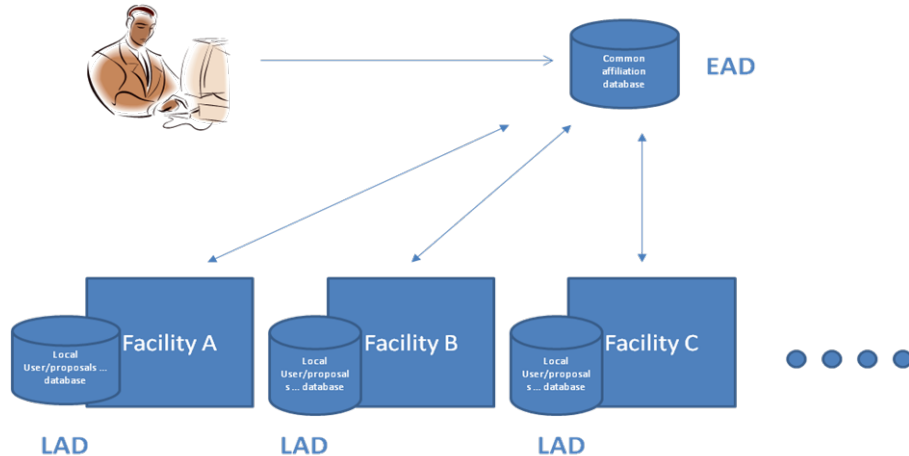 Common
affiliation
database
EAD
Facility A
Facility B
Facility C
Local
User/proposals ...
database
Local
User/proposal
s ... database
Local
User/proposal
s ... database
LAD
LAD
LAD